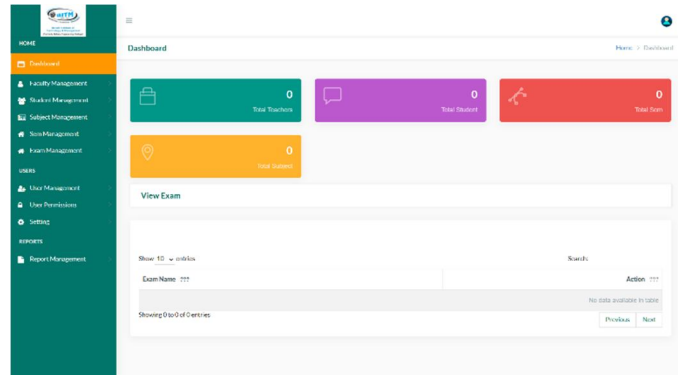 HOME
Dashboard
Faculty Management
Student Management
Subject Management
Sem Management
Exam Management
USERS
User Management
User Permissions
Setting
REPORTS
Report Management
Dashboard
Home > Dashboard
0
Total Teachers
0
Total Student
0
Total Sem
0
Total Subject
View Exam
Show 10 entries
Search:
Exam Name ???
Action ???
No data available in table
Showing 0 to 0 of 0 entries
Previous Next